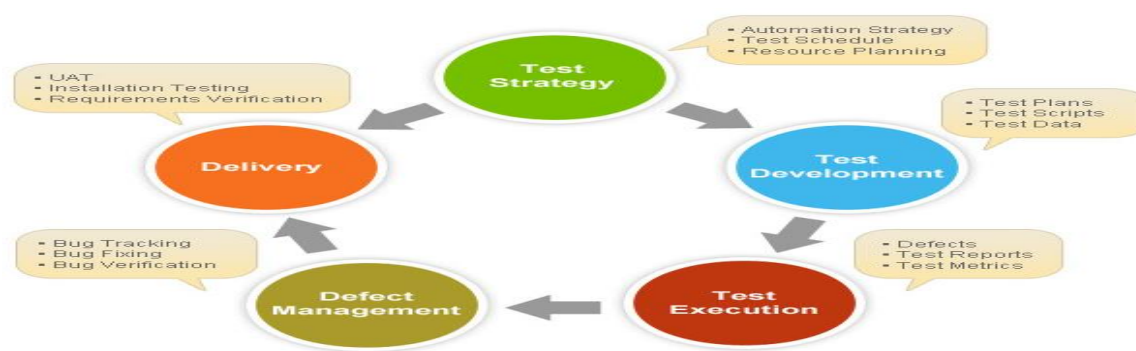 Test
Strategy
• Automation Strategy
• Test Schedule
• Resource Planning
Test
Development
• Test Plans
• Test Scripts
• Test Data
Test
Execution
• Defects
• Test Reports
• Test Metrics
Defect
Management
• Bug Tracking
• Bug Fixing
• Bug Verification
Delivery
• UAT
• Installation Testing
• Requirements Verification